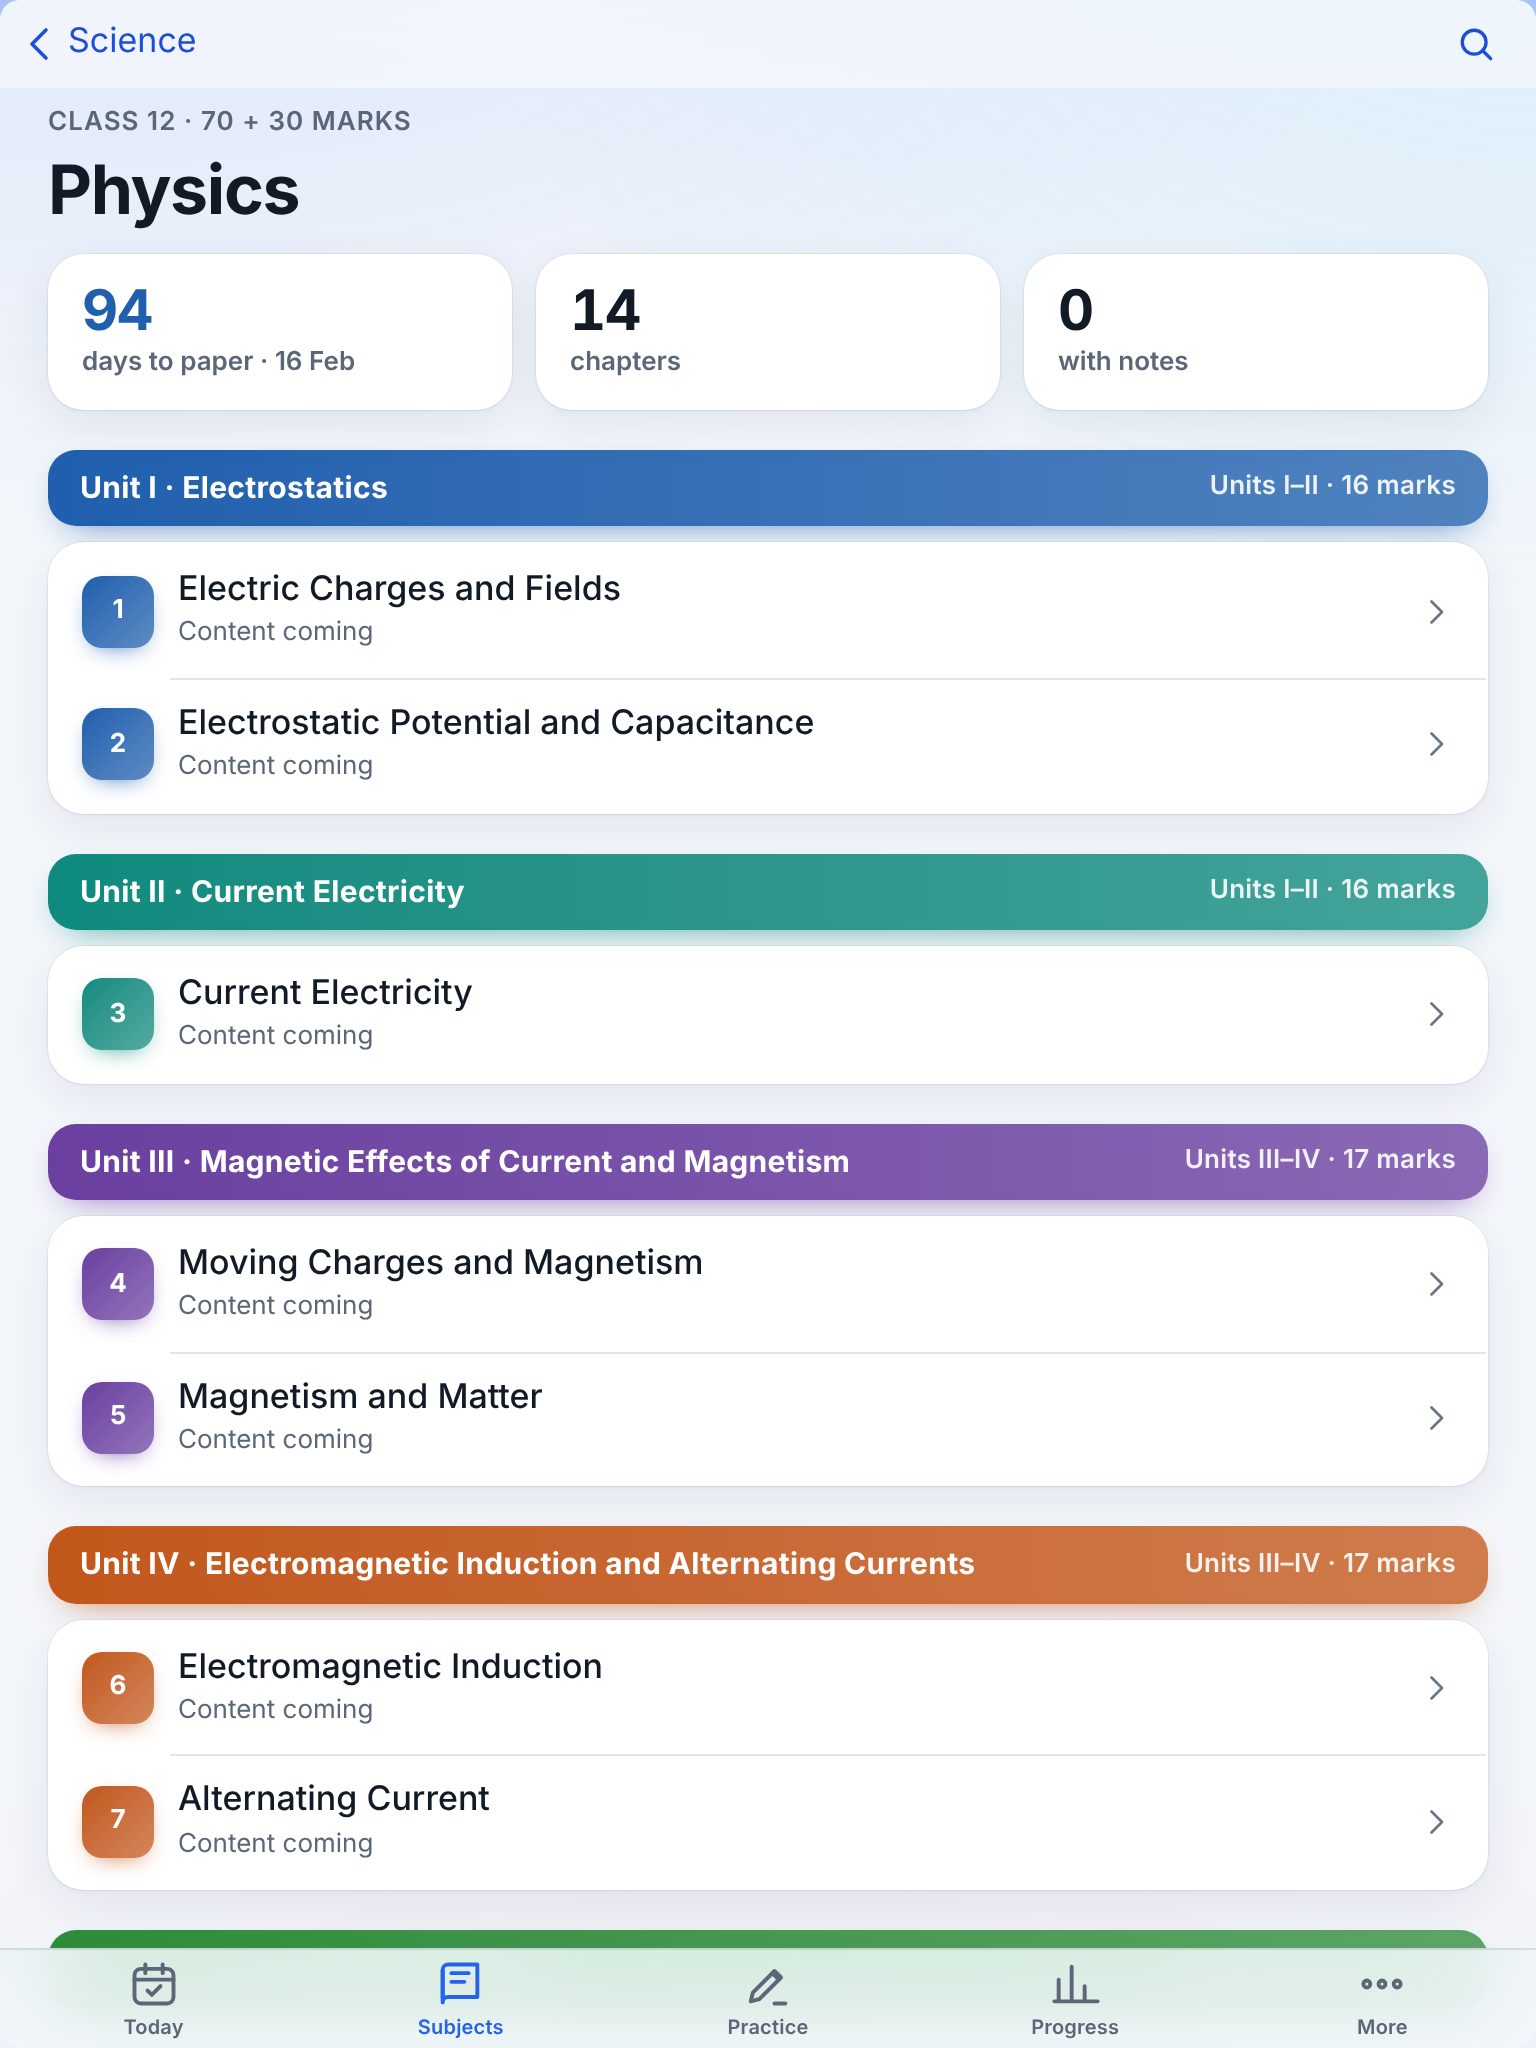 Science
CLASS 12 · 70 + 30 MARKS
Physics
94
days to paper · 16 Feb
14
chapters
0
with notes
Unit I · Electrostatics
Units I–II · 16 marks
1
Electric Charges and Fields
Content coming
2
Electrostatic Potential and Capacitance
Content coming
Unit II · Current Electricity
Units I–II · 16 marks
3
Current Electricity
Content coming
Unit III · Magnetic Effects of Current and Magnetism
Units III–IV · 17 marks
4
Moving Charges and Magnetism
Content coming
5
Magnetism and Matter
Content coming
Unit IV · Electromagnetic Induction and Alternating Currents
Units III–IV · 17 marks
6
Electromagnetic Induction
Content coming
7
Alternating Current
Content coming
Today
Subjects
Practice
Progress
More